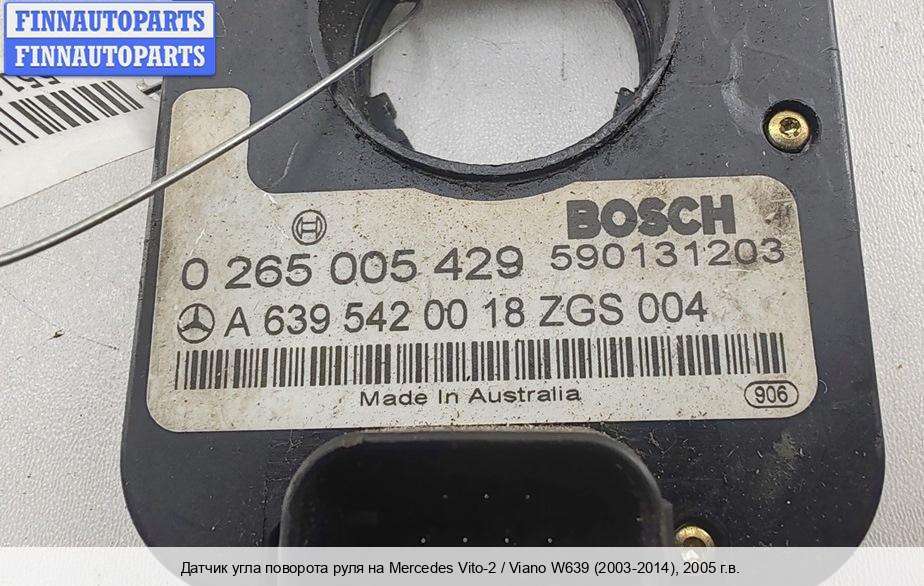 FINNAUTOPARTS
FINNAUTOPARTS
BOSCH
0 265 005 429 590131203
A 639 542 00 18 ZGS 004
Made In Australia
906
Датчик угла поворота руля на Mercedes Vito-2 / Viano W639 (2003-2014), 2005 г.в.